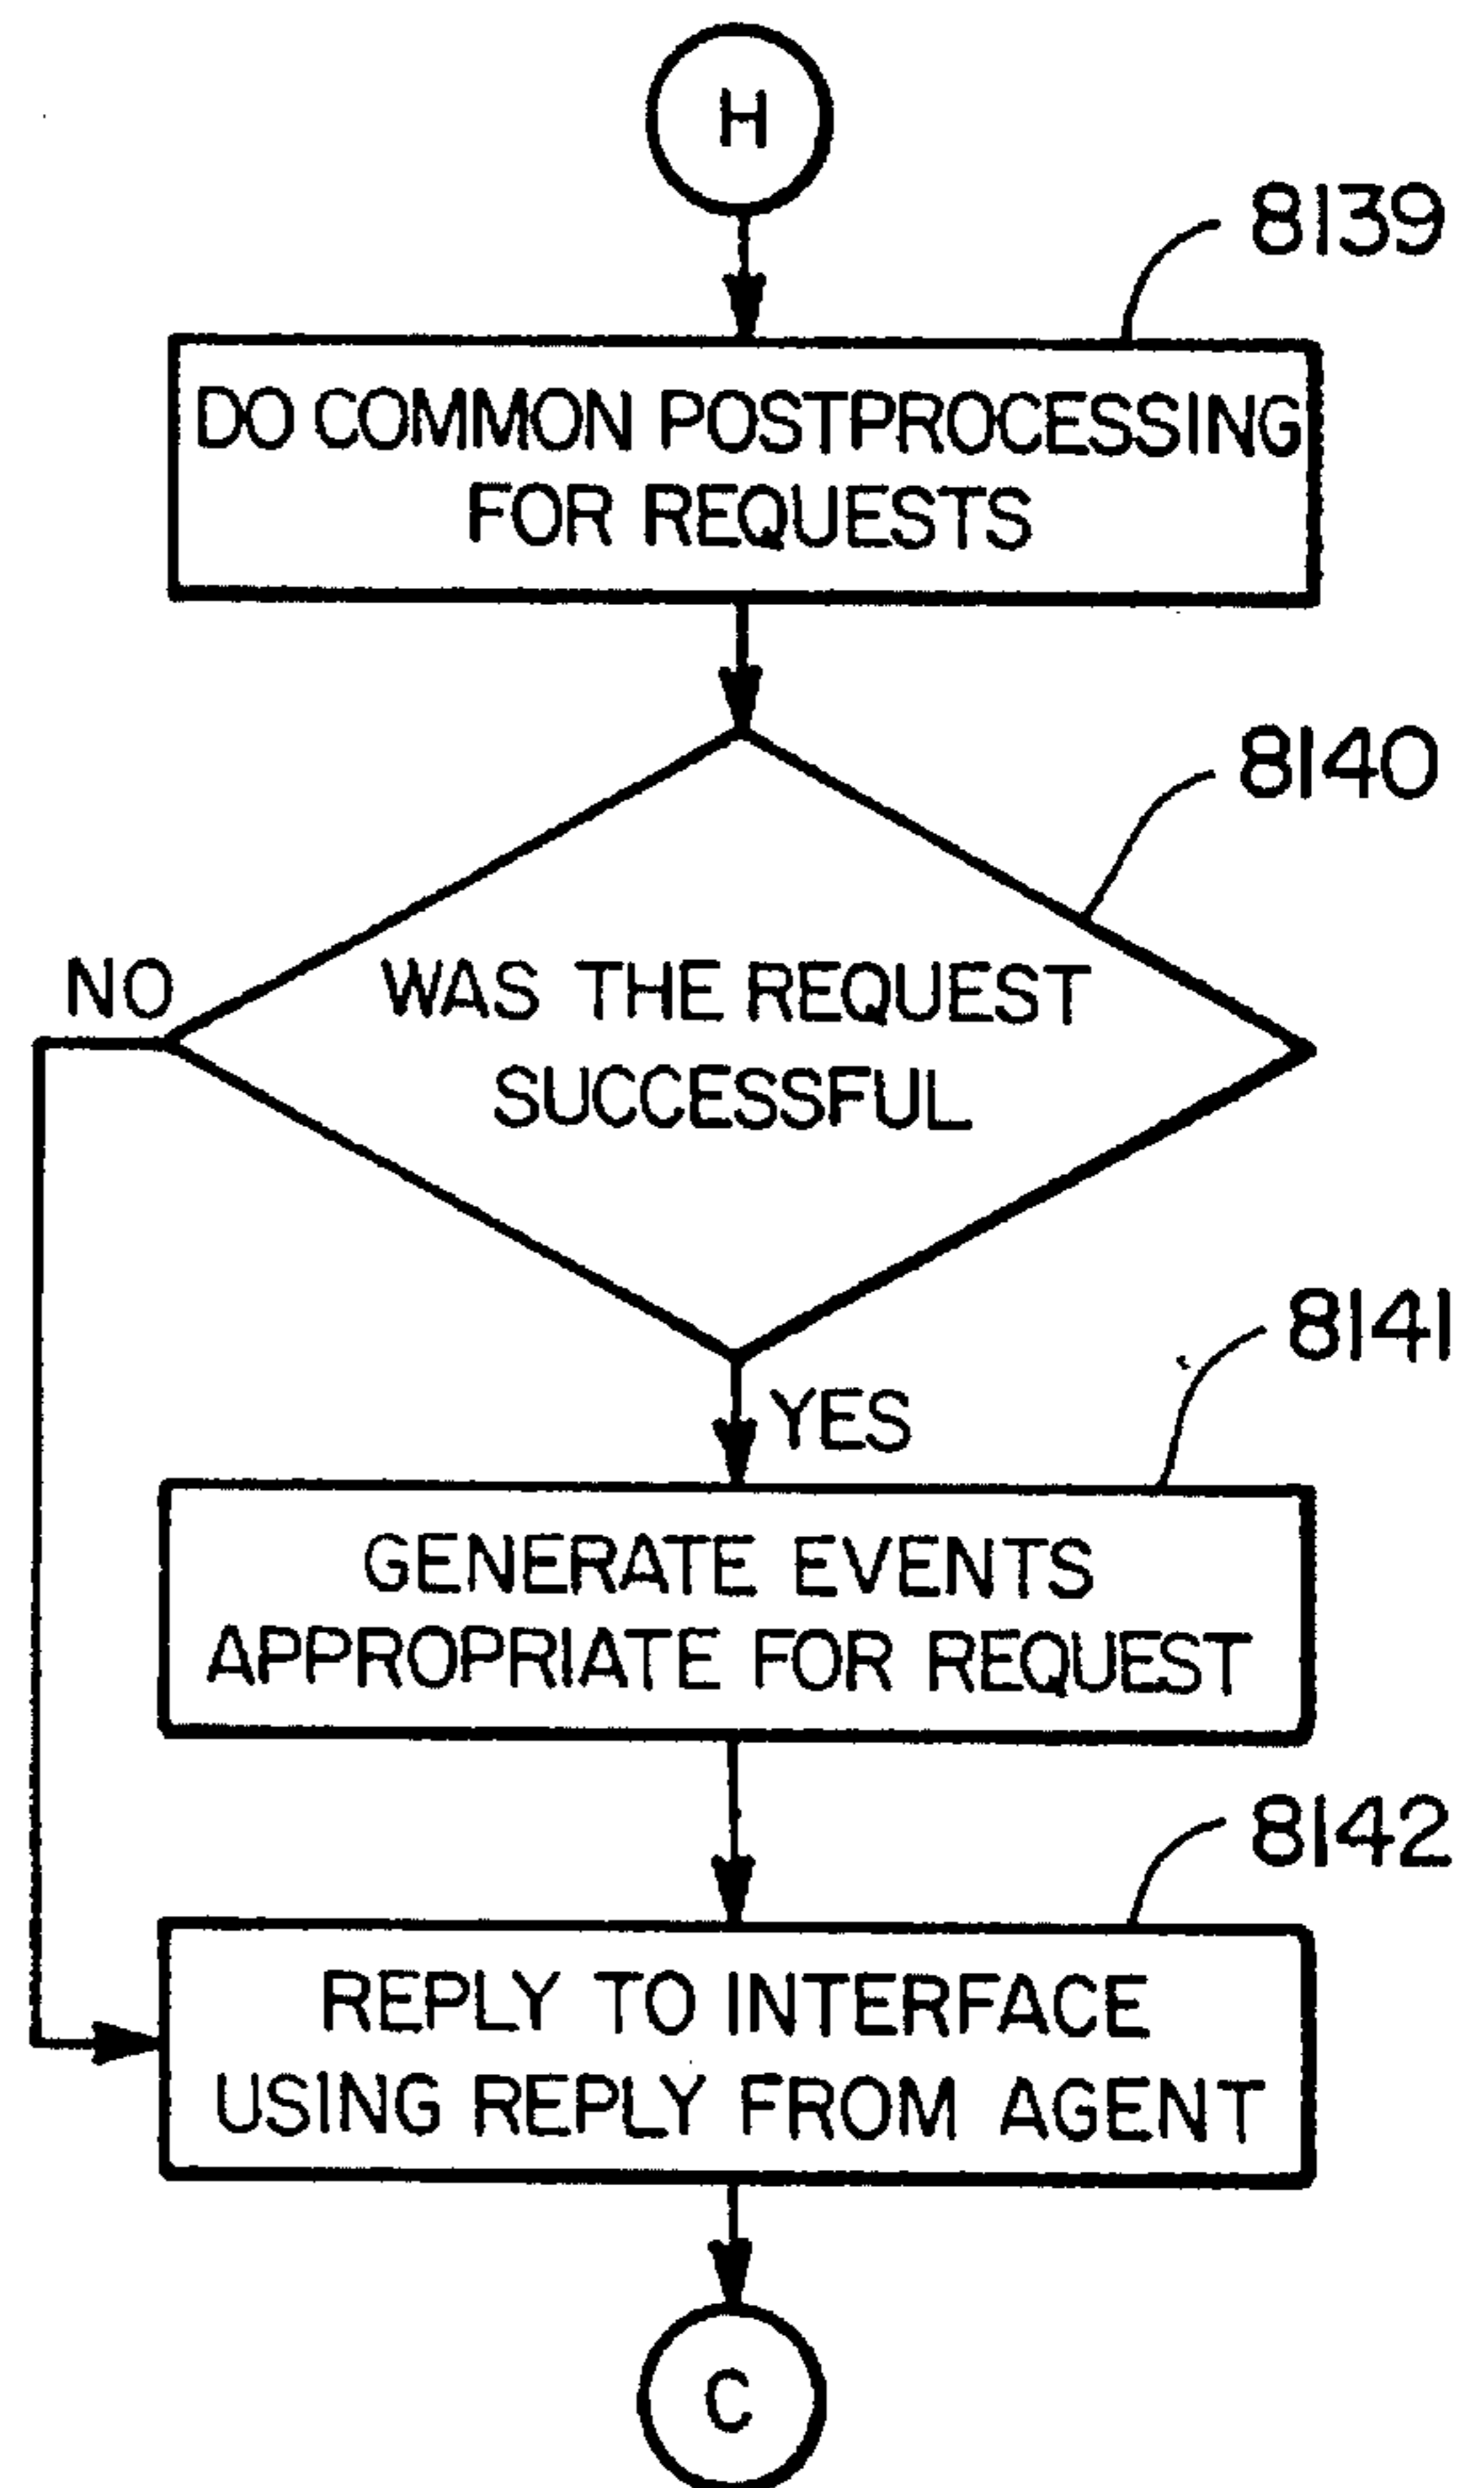 H
8139
DO COMMON POSTPROCESSING
FOR REQUESTS
8140
NO
WAS THE REQUEST
SUCCESSFUL
8141
YES
GENERATE EVENTS
APPROPRIATE FOR REQUEST
8142
REPLY TO INTERFACE
USING REPLY FROM AGENT
C